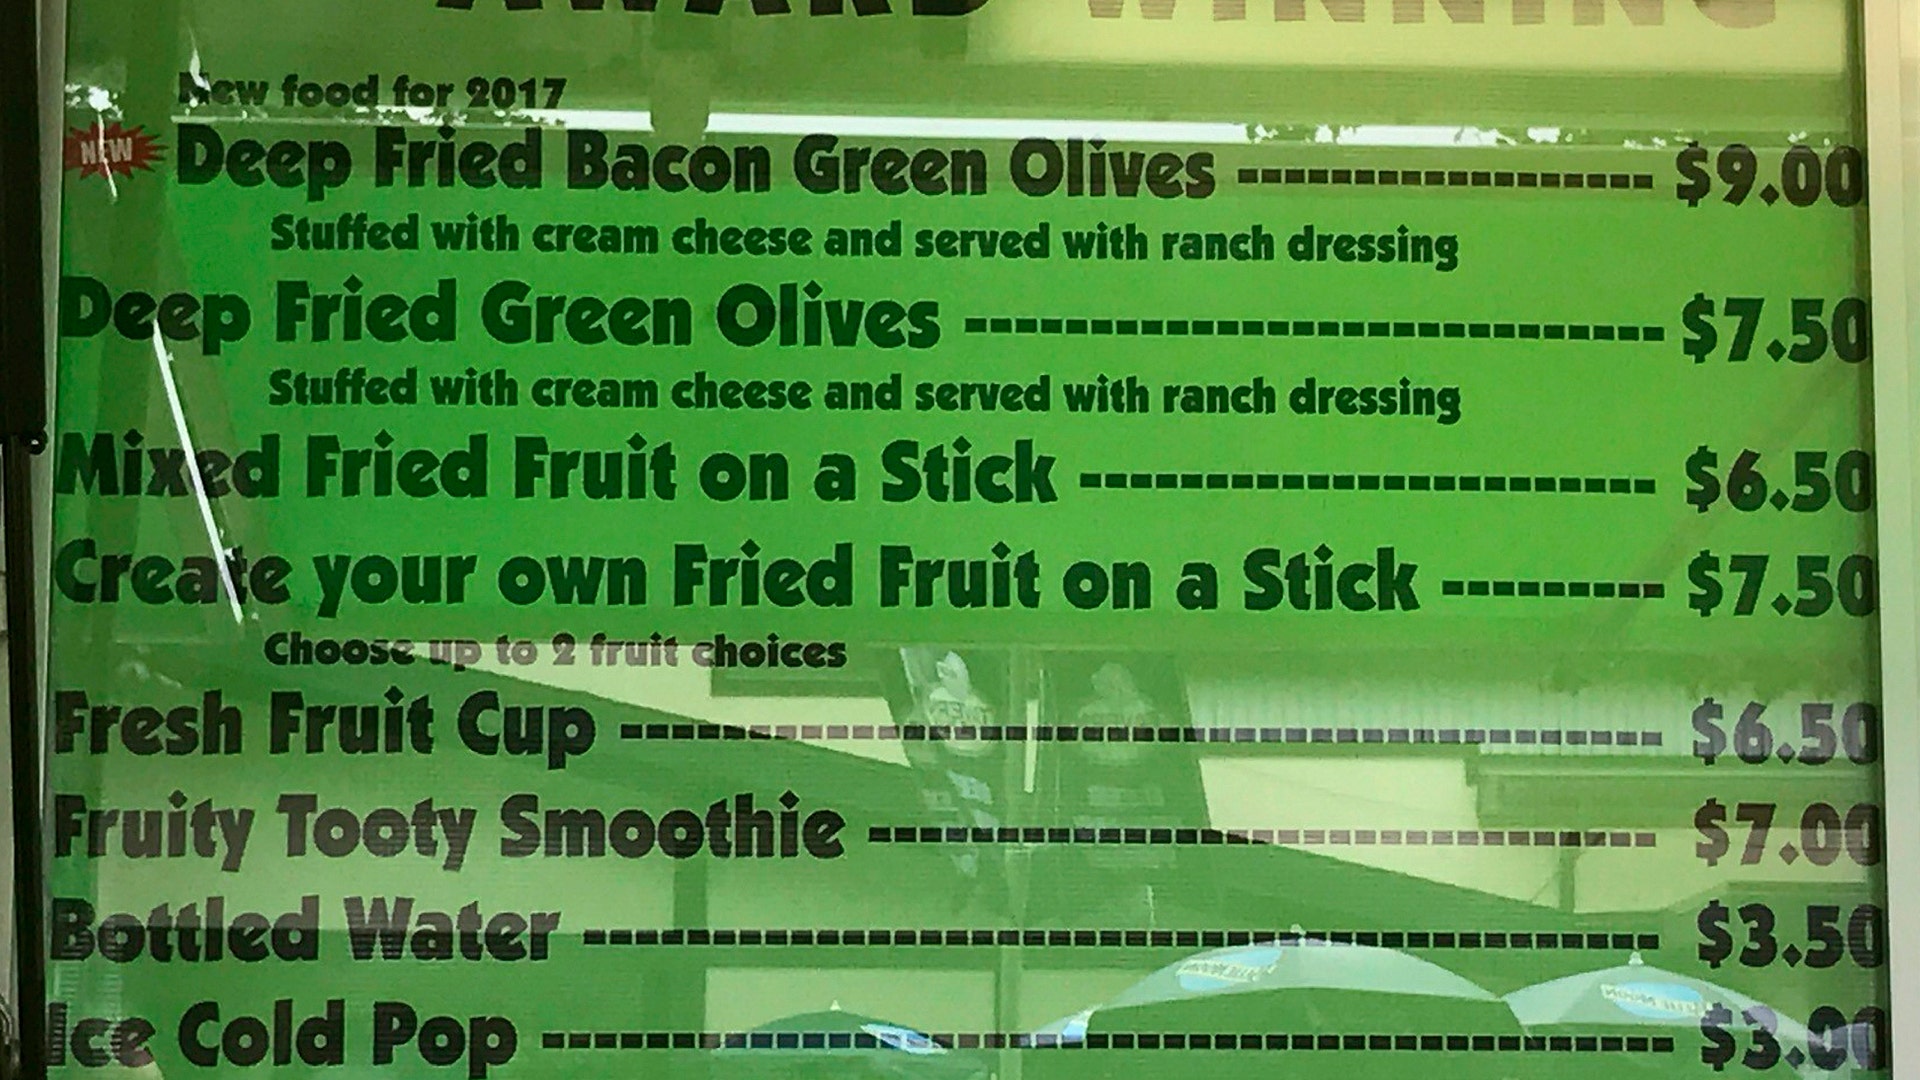 AWARD WINNING
New food for 2017
NEW Deep Fried Bacon Green Olives ------------------ $9.00
Stuffed with cream cheese and served with ranch dressing
Deep Fried Green Olives ------------------------------ $7.50
Stuffed with cream cheese and served with ranch dressing
Mixed Fried Fruit on a Stick ------------------------- $6.50
Create your own Fried Fruit on a Stick --------- $7.50
Choose up to 2 fruit choices
Fresh Fruit Cup --------------------------------------------- $6.50
Fruity Tooty Smoothie ---------------------------------- $7.00
Bottled Water ---------------------------------------------- $3.50
Ice Cold Pop ------------------------------------------------- $3.00